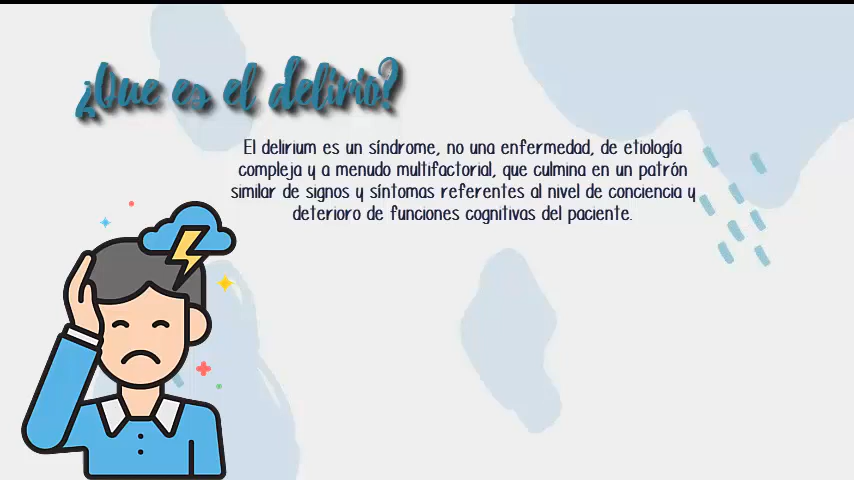 ¿Que es el delirio?
El delirium es un síndrome, no una enfermedad, de etiología
compleja y a menudo multifactorial, que culmina en un patrón
similar de signos y síntomas referentes al nivel de conciencia y
deterioro de funciones cognitivas del paciente.